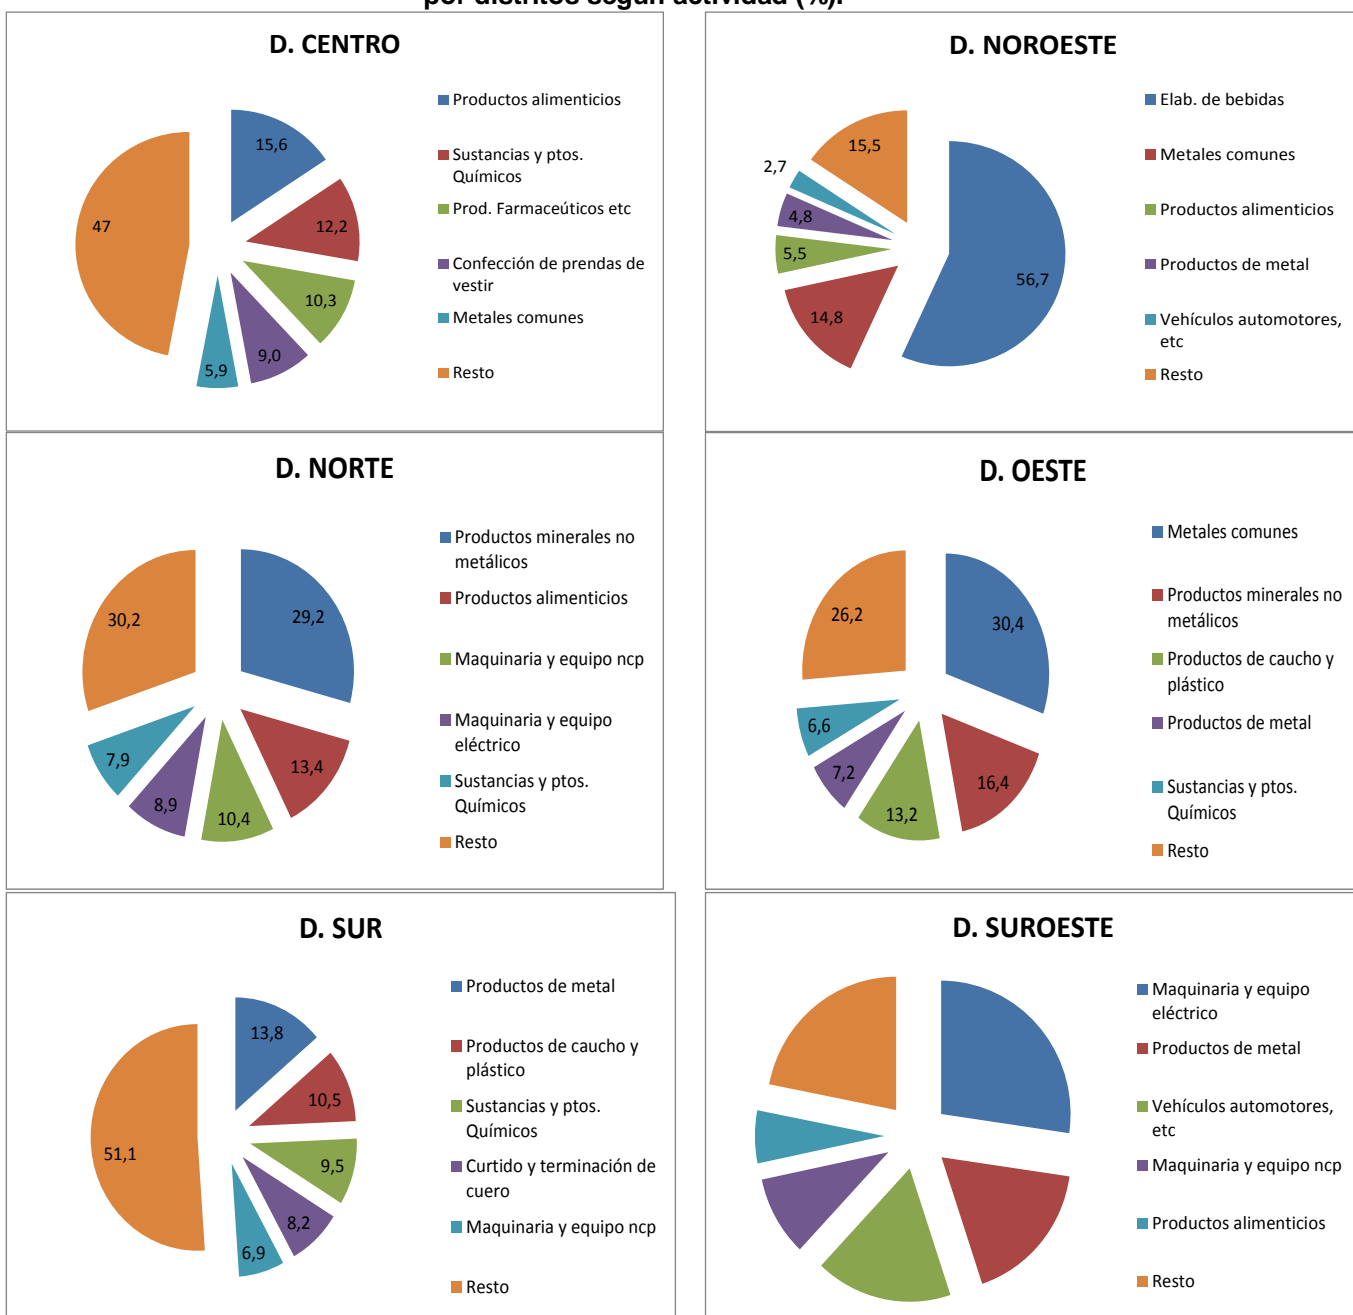 por distritos según actividad (%).
D. CENTRO
Productos alimenticios
Sustancias y ptos.
Químicos
Prod. Farmaceúticos etc
Confección de prendas de
vestir
Metales comunes
Resto
15,6
12,2
10,3
9,0
5,9
47
D. NOROESTE
Elab. de bebidas
Metales comunes
Productos alimenticios
Productos de metal
Vehículos automotores,
etc
Resto
56,7
14,8
5,5
4,8
2,7
15,5
D. NORTE
Productos minerales no
metálicos
Productos alimenticios
Maquinaria y equipo ncp
Maquinaria y equipo
eléctrico
Sustancias y ptos.
Químicos
Resto
29,2
13,4
10,4
8,9
7,9
30,2
D. OESTE
Metales comunes
Productos minerales no
metálicos
Productos de caucho y
plástico
Productos de metal
Sustancias y ptos.
Químicos
Resto
30,4
16,4
13,2
7,2
6,6
26,2
D. SUR
Productos de metal
Productos de caucho y
plástico
Sustancias y ptos.
Químicos
Curtido y terminación de
cuero
Maquinaria y equipo ncp
Resto
13,8
10,5
9,5
8,2
6,9
51,1
D. SUROESTE
Maquinaria y equipo
eléctrico
Productos de metal
Vehículos automotores,
etc
Maquinaria y equipo ncp
Productos alimenticios
Resto